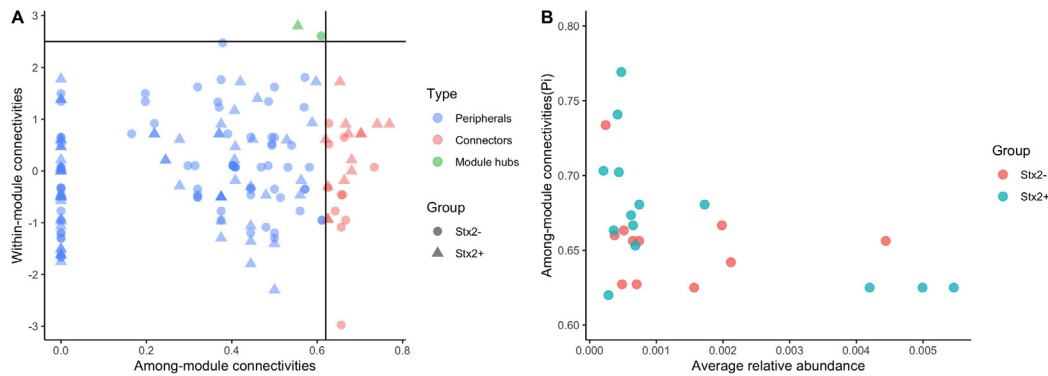 A
Within-module connectivities
3
2
1
0
-1
-2
-3
0.0
0.2
0.4
0.6
0.8
Among-module connectivities
Type
Peripherals
Connectors
Module hubs
Group
Stx2-
Stx2+
B
Among-module connectivities(Pi)
0.80
0.75
0.70
0.65
0.60
0.000
0.001
0.002
0.003
0.004
0.005
Average relative abundance
Group
Stx2-
Stx2+